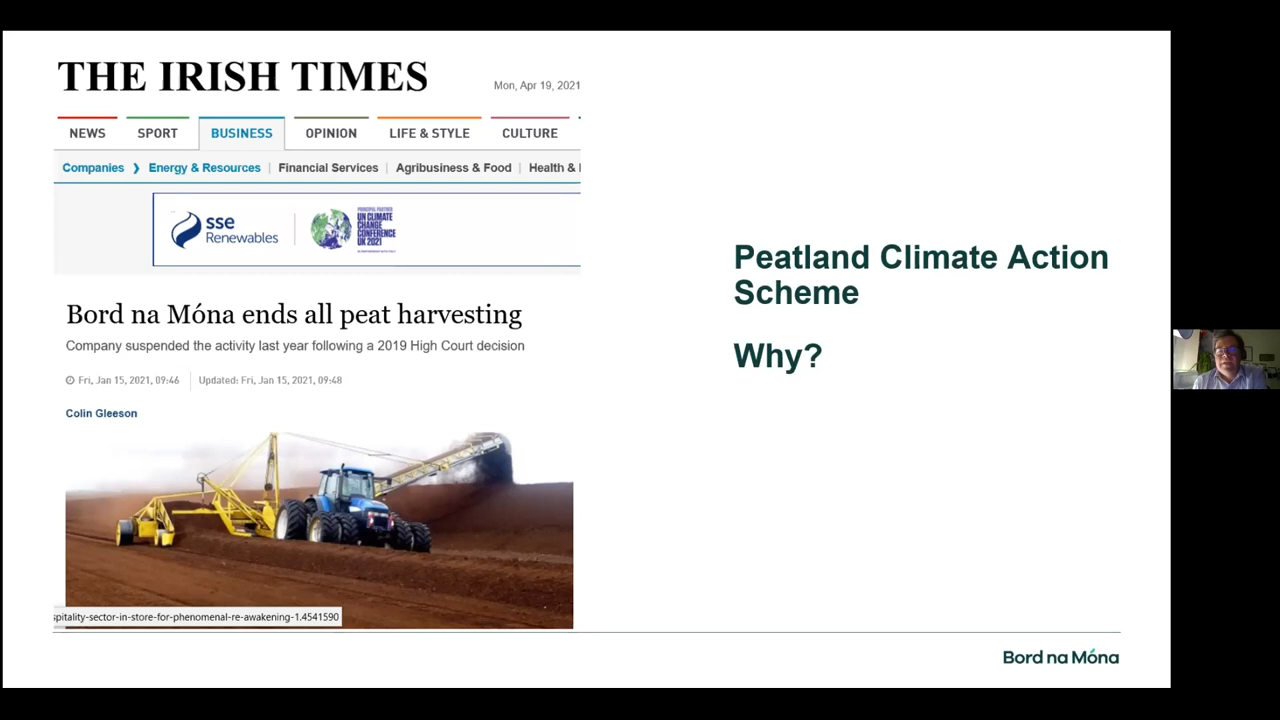 THE IRISH TIMES
Mon, Apr 19, 2021
NEWS SPORT BUSINESS OPINION LIFE & STYLE CULTURE
Companies ❯ Energy & Resources | Financial Services | Agribusiness & Food | Health &
sse
Renewables
PRINCIPAL PARTNER
UN CLIMATE
CHANGE
CONFERENCE
UK 2021
Bord na Móna ends all peat harvesting
Company suspended the activity last year following a 2019 High Court decision
Fri, Jan 15, 2021, 09:46 Updated: Fri, Jan 15, 2021, 09:48
Colin Gleeson
spitality-sector-in-store-for-phenomenal-re-awakening-1.4541590
Peatland Climate Action
Scheme
Why?
Bord na Móna